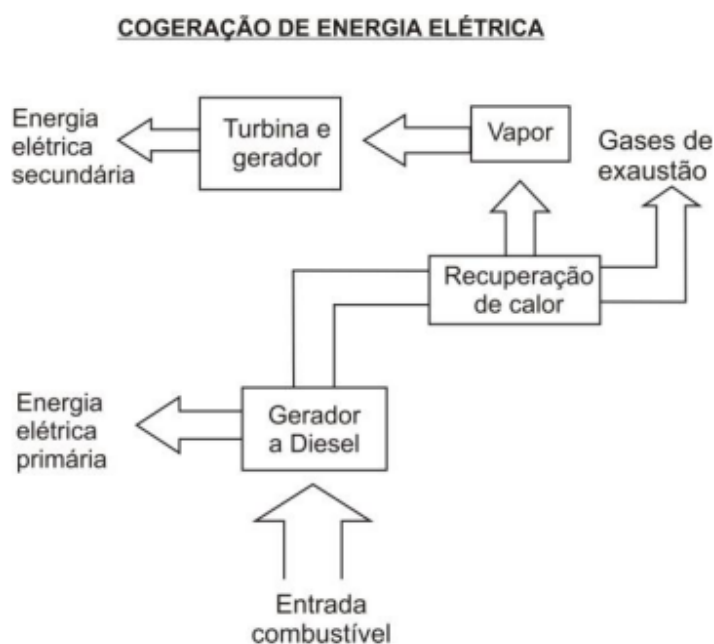 COGERAÇÃO DE ENERGIA ELÉTRICA
Energia
elétrica
secundária
Turbina e
gerador
Vapor
Gases de
exaustão
Recuperação
de calor
Energia
elétrica
primária
Gerador
a Diesel
Entrada
combustível